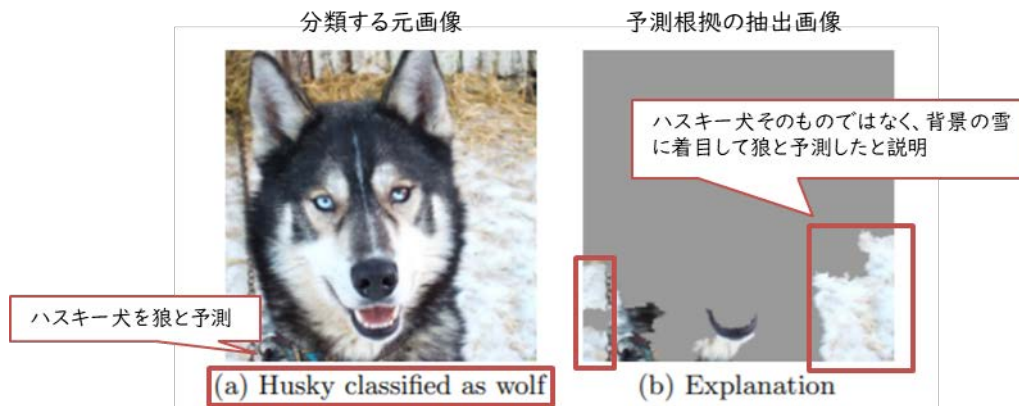 分類する元画像
予測根拠の抽出画像
ハスキー犬そのものではなく、背景の雪
に着目して狼と予測したと説明
ハスキー犬を狼と予測
(a) Husky classified as wolf
(b) Explanation